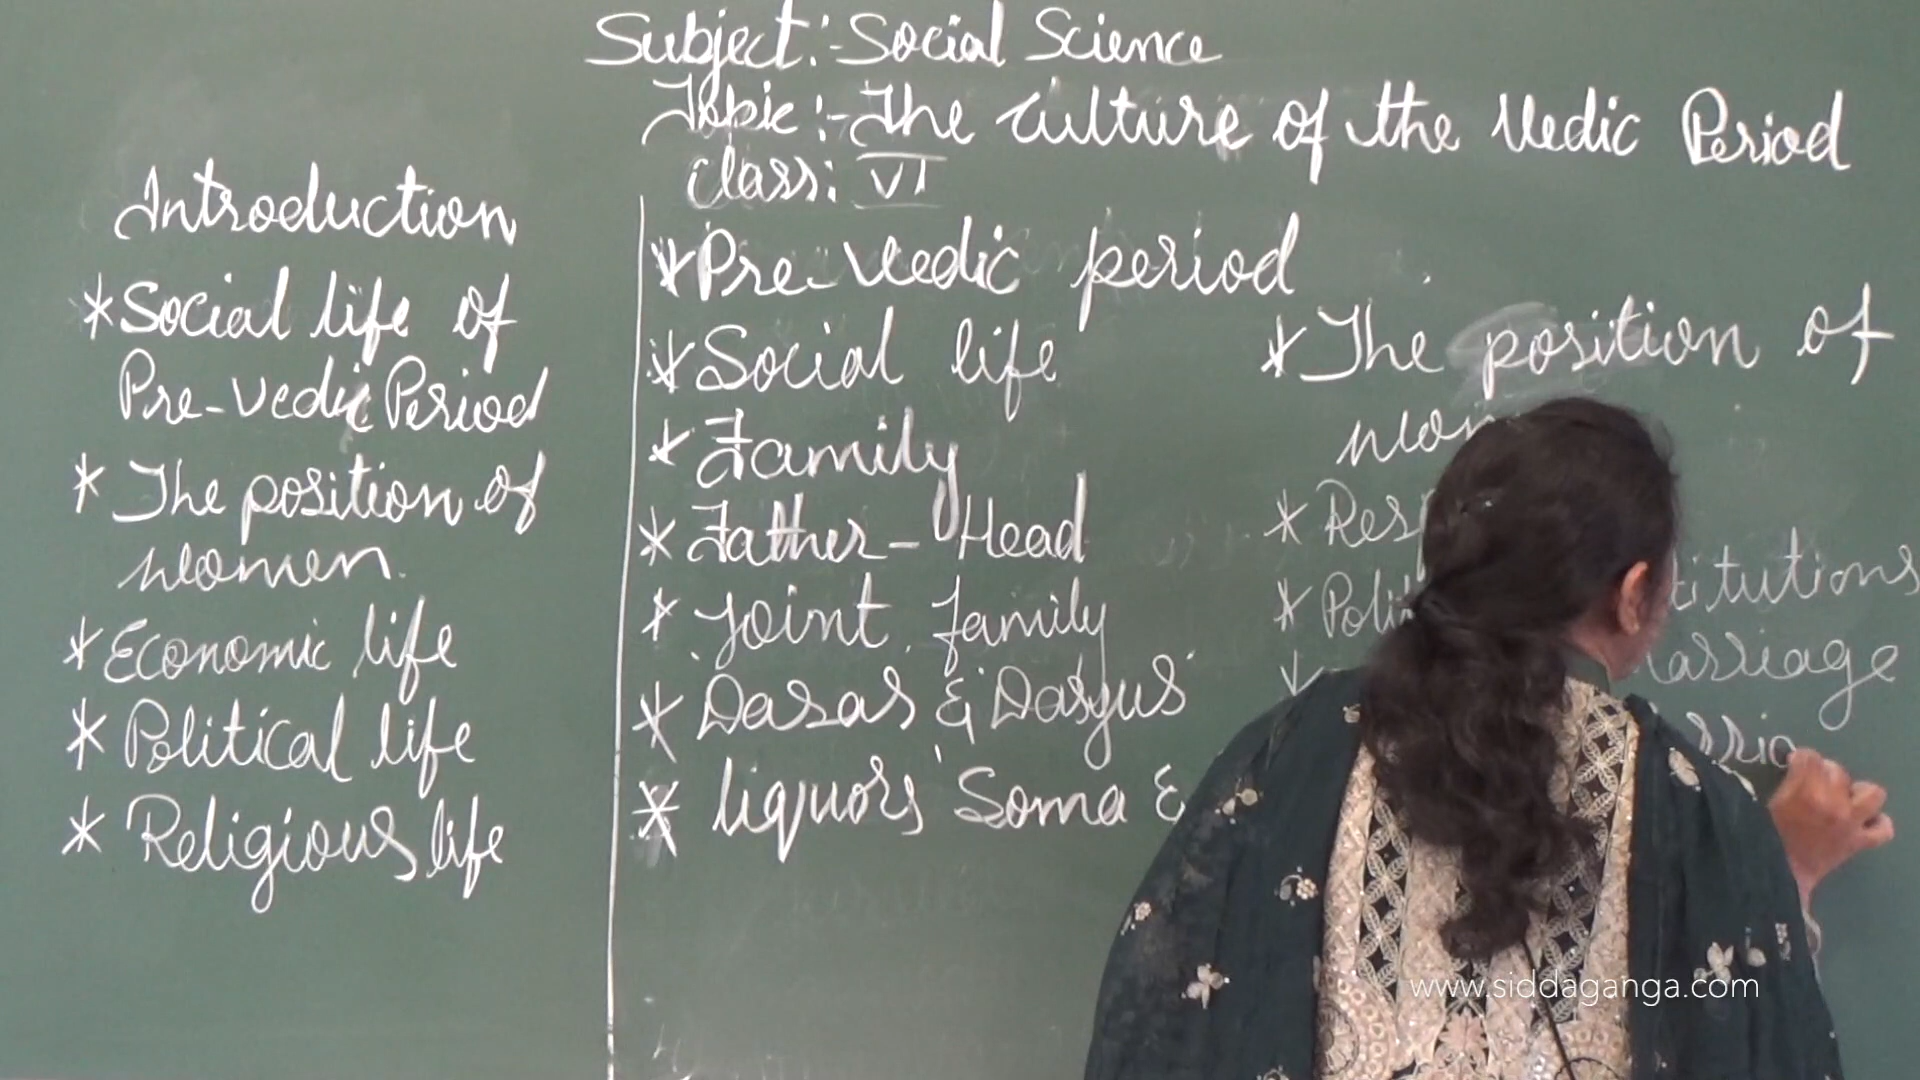 Subject:-Social Science
Topic:-The culture of the Vedic Period
Class: VI
Introduction
*Social life of
Pre-vedic Period
* The position of
women.
*Economic life
* Political life
* Religious life
*Pre-Vedic period
*Social life
* Family
* Father-Head
* Joint family
* Dasas & Dasyus
* liquors Soma &
* The position of
*
*
*
www.siddaganga.com